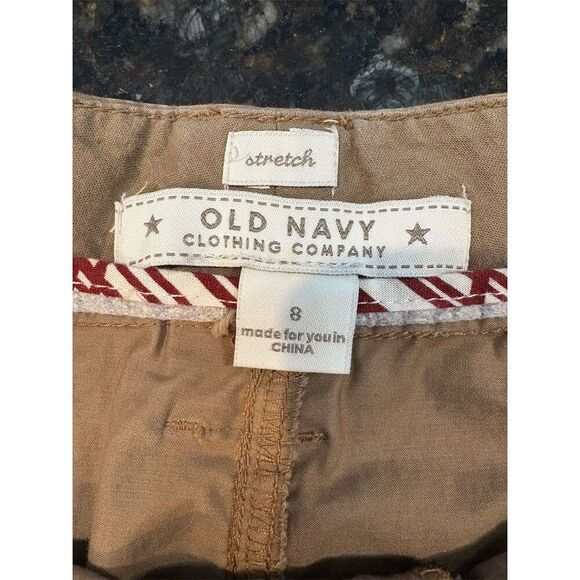 stretch
OLD NAVY
CLOTHING COMPANY
8
made for you in
CHINA